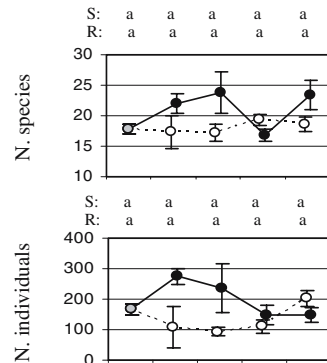 S: a a a a a
R: a a a a a
30
25
20
15
10
N. species
S: a a a a a
R: a a a a a
400
300
200
100
0
N. individuals